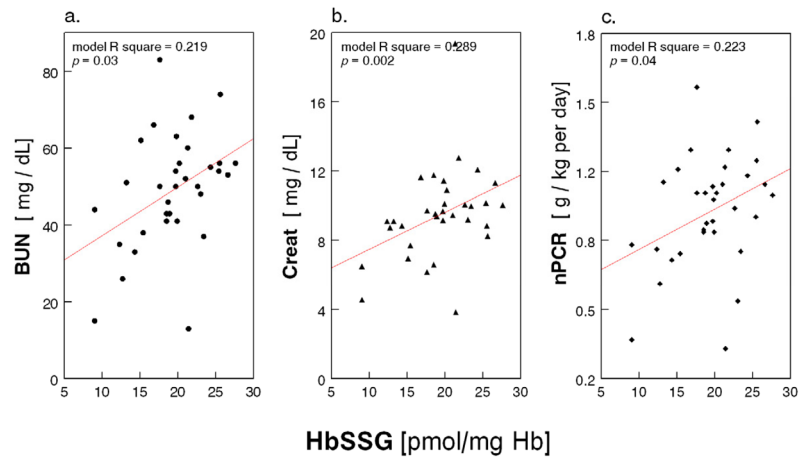 a.
model R square = 0.219
p = 0.03
80
60
40
20
0
5 10 15 20 25 30
BUN [ mg / dL]
b.
model R square = 0.289
p = 0.002
20
16
12
8
4
0
5 10 15 20 25 30
Creat [ mg / dL]
c.
model R square = 0.223
p = 0.04
1.8
1.5
1.2
0.8
0.5
0.2
5 10 15 20 25 30
nPCR [ g / kg per day]
HbSSG [pmol/mg Hb]